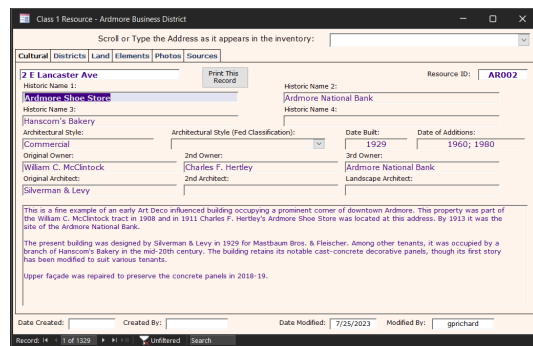 Class 1 Resource - Ardmore Business District
Scroll or Type the Address as it appears in the inventory:
Cultural Districts Land Elements Photos Sources
2 E Lancaster Ave
Print This Record
Resource ID: AR002
Historic Name 1: Historic Name 2:
Ardmore Shoe Store Ardmore National Bank
Historic Name 3: Historic Name 4:
Hanscom's Bakery
Architectural Style: Architectural Style (Fed Classification): Date Built: Date of Additions:
Commercial 1929 1960; 1980
Original Owner: 2nd Owner: 3rd Owner:
William C. McClintock Charles F. Hertley Ardmore National Bank
Original Architect: 2nd Architect: Landscape Architect:
Silverman & Levy
This is a fine example of an early Art Deco influenced building occupying a prominent corner of downtown Ardmore. This property was part of
the William C. McClintock tract in 1908 and in 1911 Charles F. Hertley's Ardmore Shoe Store was located at this address. By 1913 it was the
site of the Ardmore National Bank.
The present building was designed by Silverman & Levy in 1929 for Mastbaum Bros. & Fleischer. Among other tenants, it was occupied by a
branch of Hanscom's Bakery in the mid-20th century. The building retains its notable cast-concrete decorative panels, though its first story
has been modified to suit various tenants.
Upper façade was repaired to preserve the concrete panels in 2018-19.
Date Created: Created By: Date Modified: 7/25/2023 Modified By: gprichard
Record: 1 of 1329 Unfiltered Search